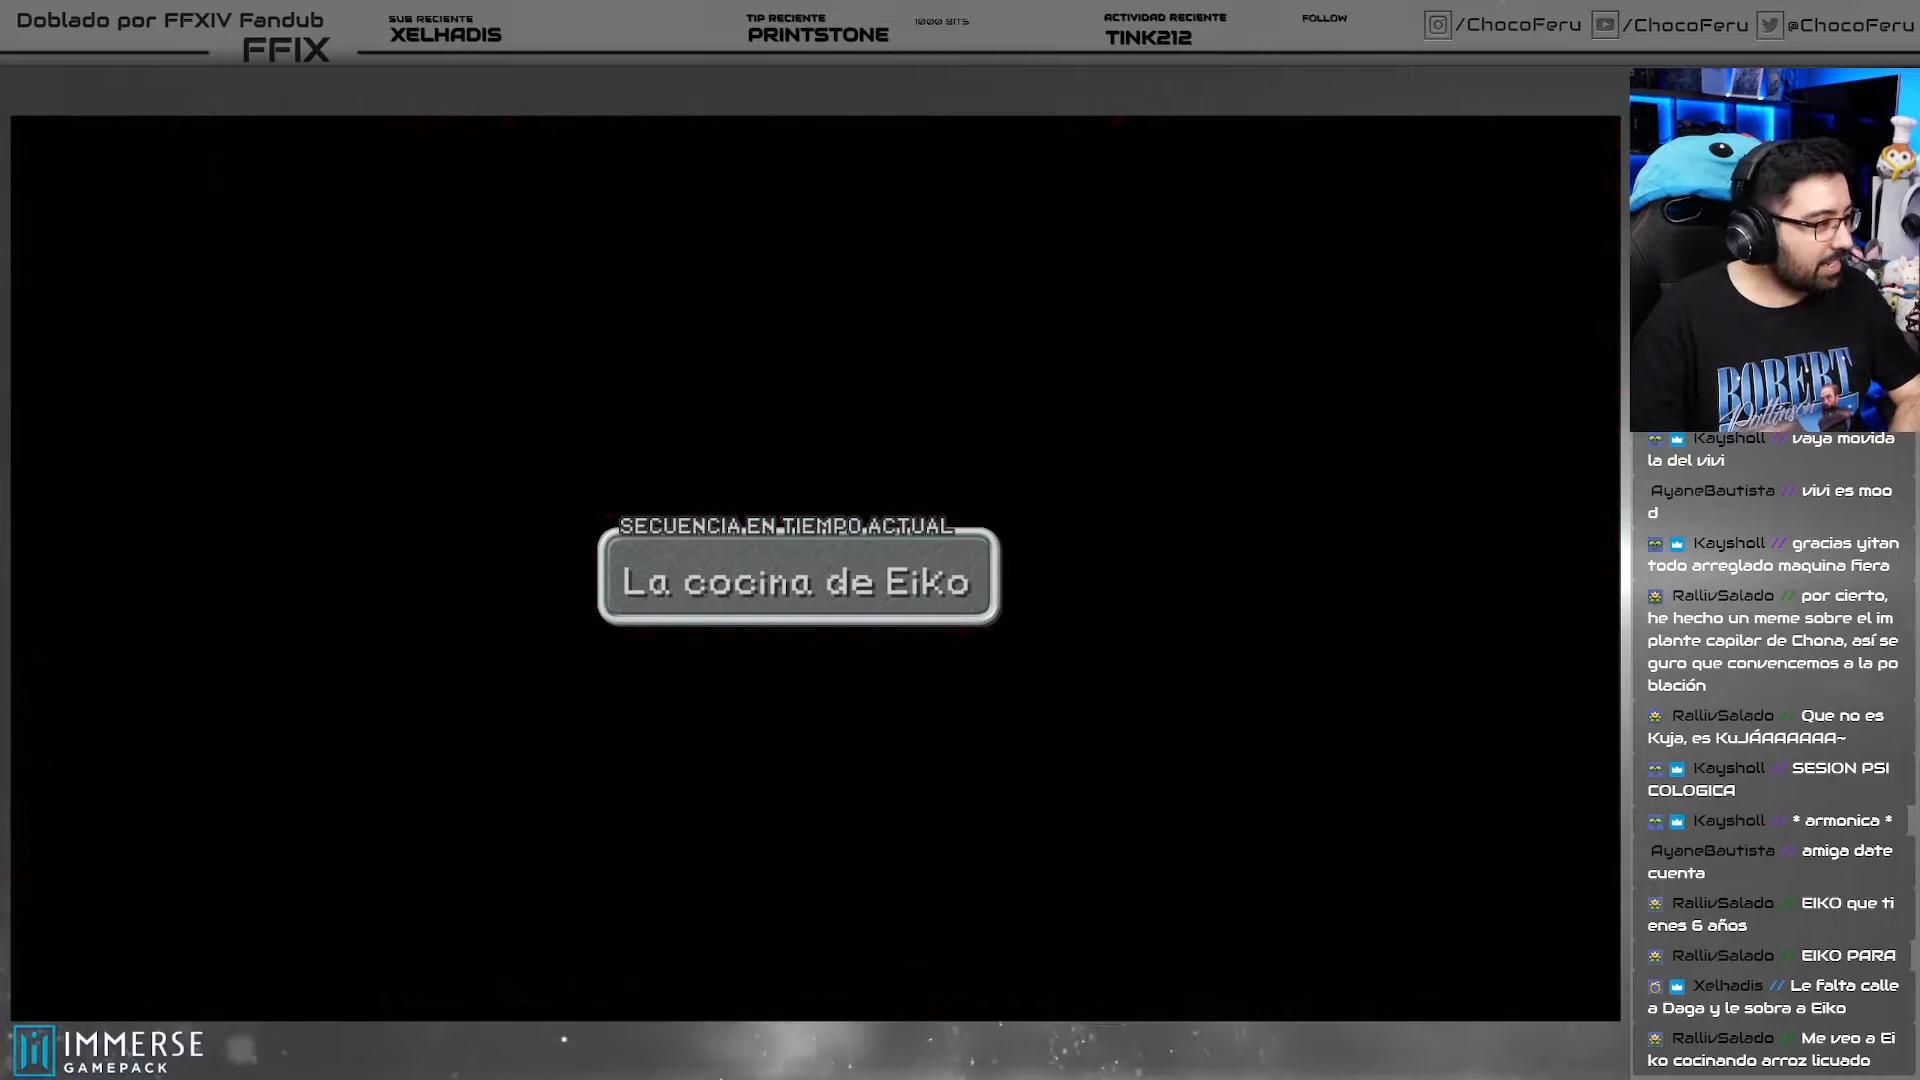 Doblado por FFXIV Fandub
FFIX
SUB RECIENTE
XELHADIS
TIP RECIENTE
PRINTSTONE
1000 BITS
ACTIVIDAD RECIENTE
TINK212
FOLLOW
/ChocoFeru
/ChocoFeru
@ChocoFeru
BOBERT
Pattinson
SECUENCIA EN TIEMPO ACTUAL
La cocina de Eiko
Kaysholl // vaya movida
la del vivi
AyaneBautista // vivi es moo
d
Kaysholl // gracias yitan
todo arreglado maquina fiera
RallivSalado // por cierto,
he hecho un meme sobre el im
plante capilar de Chona, así se
guro que convencemos a la po
blación
RallivSalado // Que no es
Kuja, es KuJÁAAAAAA~
Kaysholl // SESION PSI
COLOGICA
Kaysholl // * armonica *
AyaneBautista // amiga date
cuenta
RallivSalado // EIKO que ti
enes 6 años
RallivSalado // EIKO PARA
Xelhadis // Le falta calle
a Daga y le sobra a Eiko
RallivSalado // Me veo a Ei
ko cocinando arroz licuado
IMMERSE
GAMEPACK